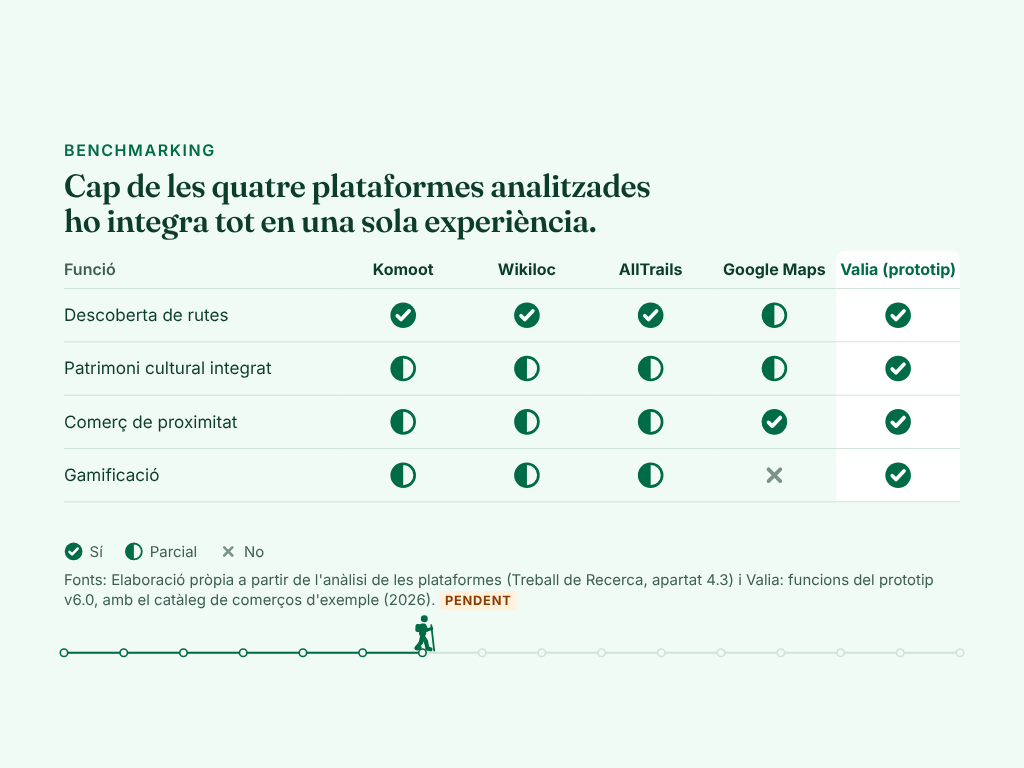 BENCHMARKING
Cap de les quatre plataformes analitzades
ho integra tot en una sola experiència.
Funció Komoot Wikiloc AllTrails Google Maps Valia (prototip)
Descoberta de rutes
Patrimoni cultural integrat
Comerç de proximitat
Gamificació
Sí Parcial No
Fonts: Elaboració pròpia a partir de l'anàlisi de les plataformes (Treball de Recerca, apartat 4.3) i Valia: funcions del prototip
v6.0, amb el catàleg de comerços d'exemple (2026). PENDENT